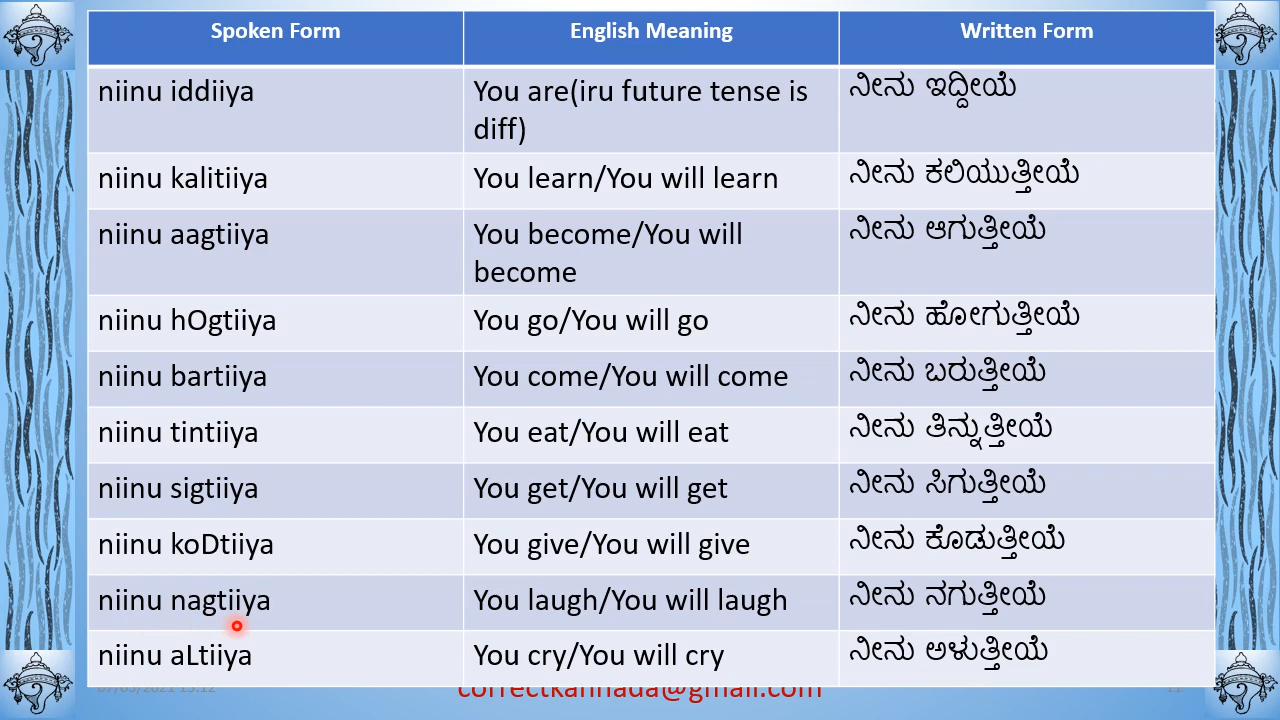 Spoken Form English Meaning Written Form
niinu iddiiya You are(iru future tense is ನೀನು ಇದ್ದೀಯೆ
diff)
niinu kalitiiya You learn/You will learn ನೀನು ಕಲಿಯುತ್ತೀಯೆ
niinu aagtiiya You become/You will ನೀನು ಆಗುತ್ತೀಯೆ
become
niinu hOgtiiya You go/You will go ನೀನು ಹೋಗುತ್ತೀಯೆ
niinu bartiiya You come/You will come ನೀನು ಬರುತ್ತೀಯೆ
niinu tintiiya You eat/You will eat ನೀನು ತಿನ್ನುತ್ತೀಯೆ
niinu sigtiiya You get/You will get ನೀನು ಸಿಗುತ್ತೀಯೆ
niinu koDtiiya You give/You will give ನೀನು ಕೊಡುತ್ತೀಯೆ
niinu nagtiiya You laugh/You will laugh ನೀನು ನಗುತ್ತೀಯೆ
niinu aLtiiya You cry/You will cry ನೀನು ಅಳುತ್ತೀಯೆ
correctkannada@gmail.com